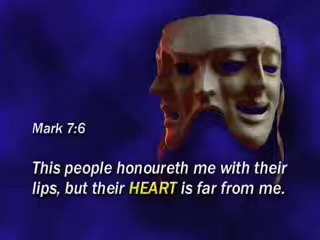 Mark 7:6
This people honoureth me with their
lips, but their HEART is far from me.